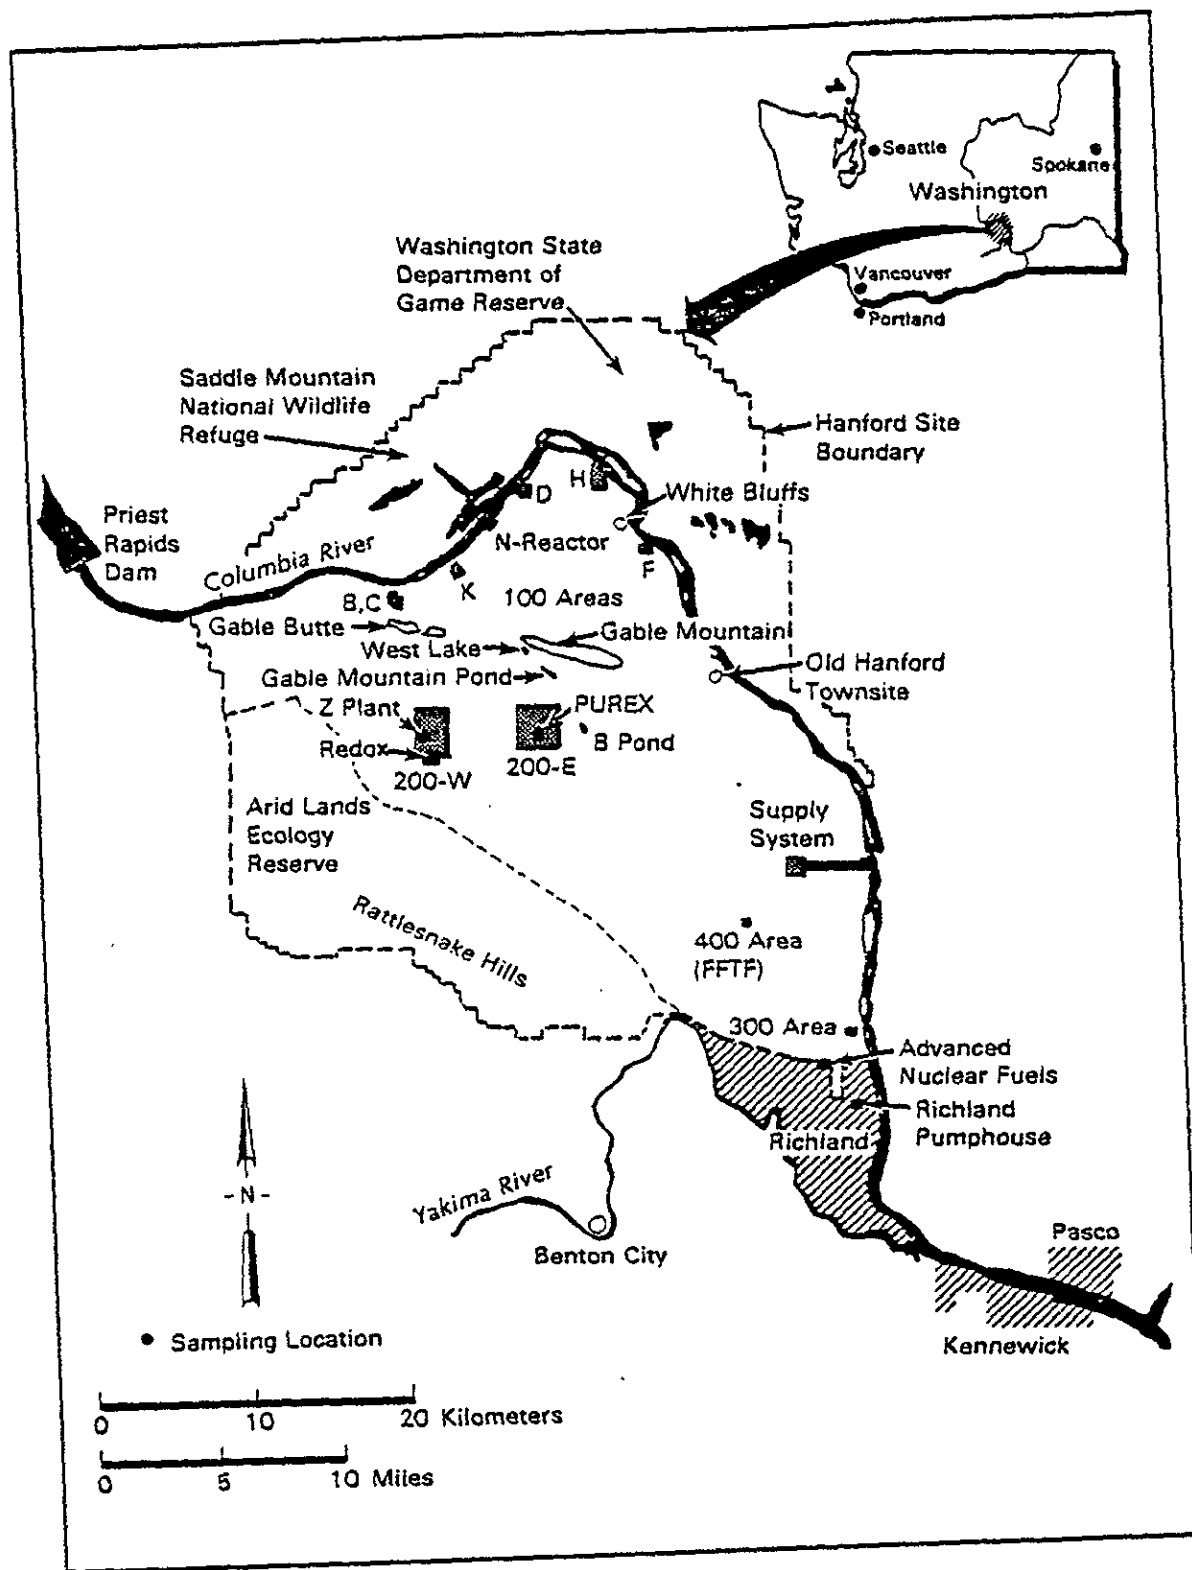 Seattle
Spokane
Washington
Vancouver
Portland
Washington State
Department of
Game Reserve
Saddle Mountain
National Wildlife
Refuge
Hanford Site
Boundary
Priest
Rapids
Dam
Columbia River
D
H
White Bluffs
N-Reactor
F
K
B,C
100 Areas
Gable Butte
Gable Mountain
West Lake
Old Hanford
Townsite
Gable Mountain Pond
Z Plant
PUREX
Redox
B Pond
200-W
200-E
Arid Lands
Ecology
Reserve
Supply
System
Rattlesnake Hills
400 Area
(FFTF)
300 Area
Advanced
Nuclear Fuels
Richland
Pumphouse
Richland
-N-
Yakima River
Benton City
Pasco
Kennewick
Sampling Location
0 10 20 Kilometers
0 5 10 Miles